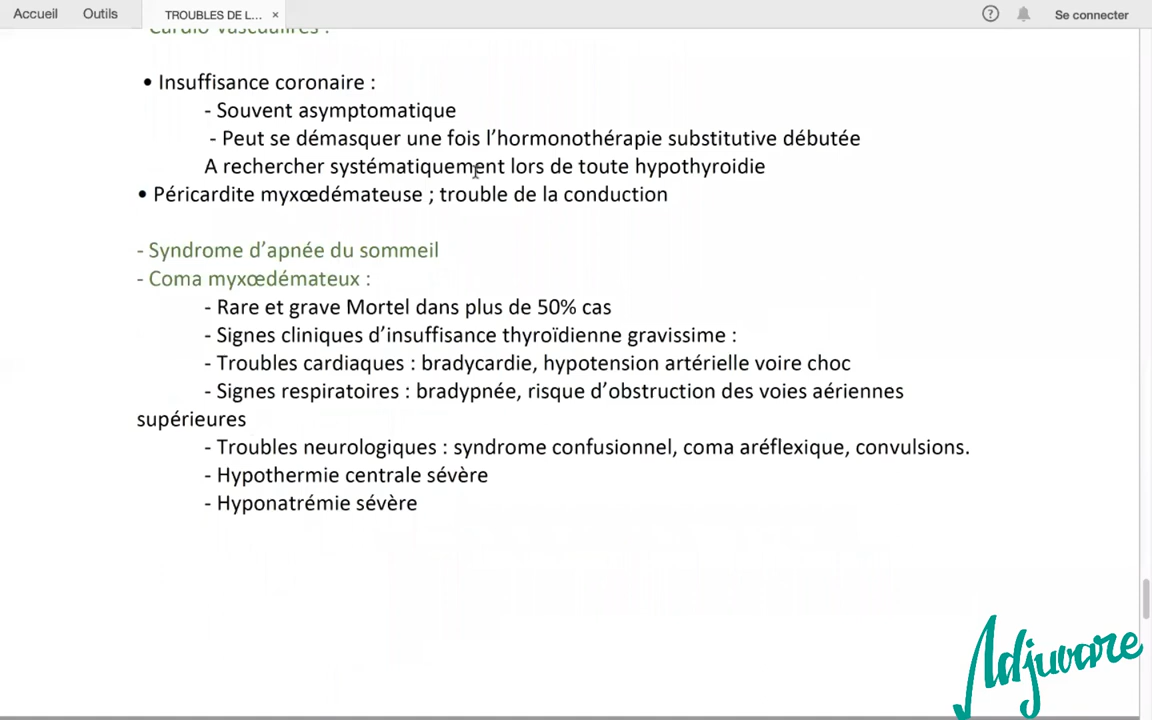 Accueil Outils TROUBLES DE L... × ? Se connecter
- Cardio-vasculaires :
• Insuffisance coronaire :
- Souvent asymptomatique
- Peut se démasquer une fois l’hormonothérapie substitutive débutée
A rechercher systématiquement lors de toute hypothyroidie
• Péricardite myxœdémateuse ; trouble de la conduction
- Syndrome d’apnée du sommeil
- Coma myxœdémateux :
- Rare et grave Mortel dans plus de 50% cas
- Signes cliniques d’insuffisance thyroïdienne gravissime :
- Troubles cardiaques : bradycardie, hypotension artérielle voire choc
- Signes respiratoires : bradypnée, risque d’obstruction des voies aériennes
supérieures
- Troubles neurologiques : syndrome confusionnel, coma aréflexique, convulsions.
- Hypothermie centrale sévère
- Hyponatrémie sévère
Adjuvare